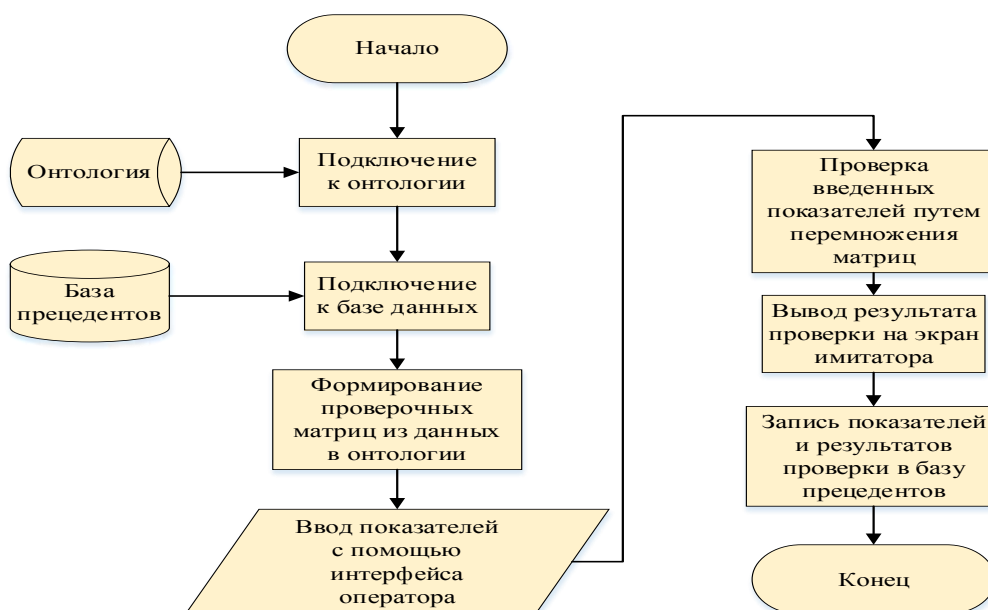 Начало
Онтология
Подключение
к онтологии
База
прецедентов
Подключение
к базе данных
Формирование
проверочных
матриц из данных
в онтологии
Ввод показателей
с помощью
интерфейса
оператора
Проверка
введенных
показателей путем
перемножения
матриц
Вывод результата
проверки на экран
имитатора
Запись показателей
и результатов
проверки в базу
прецедентов
Конец